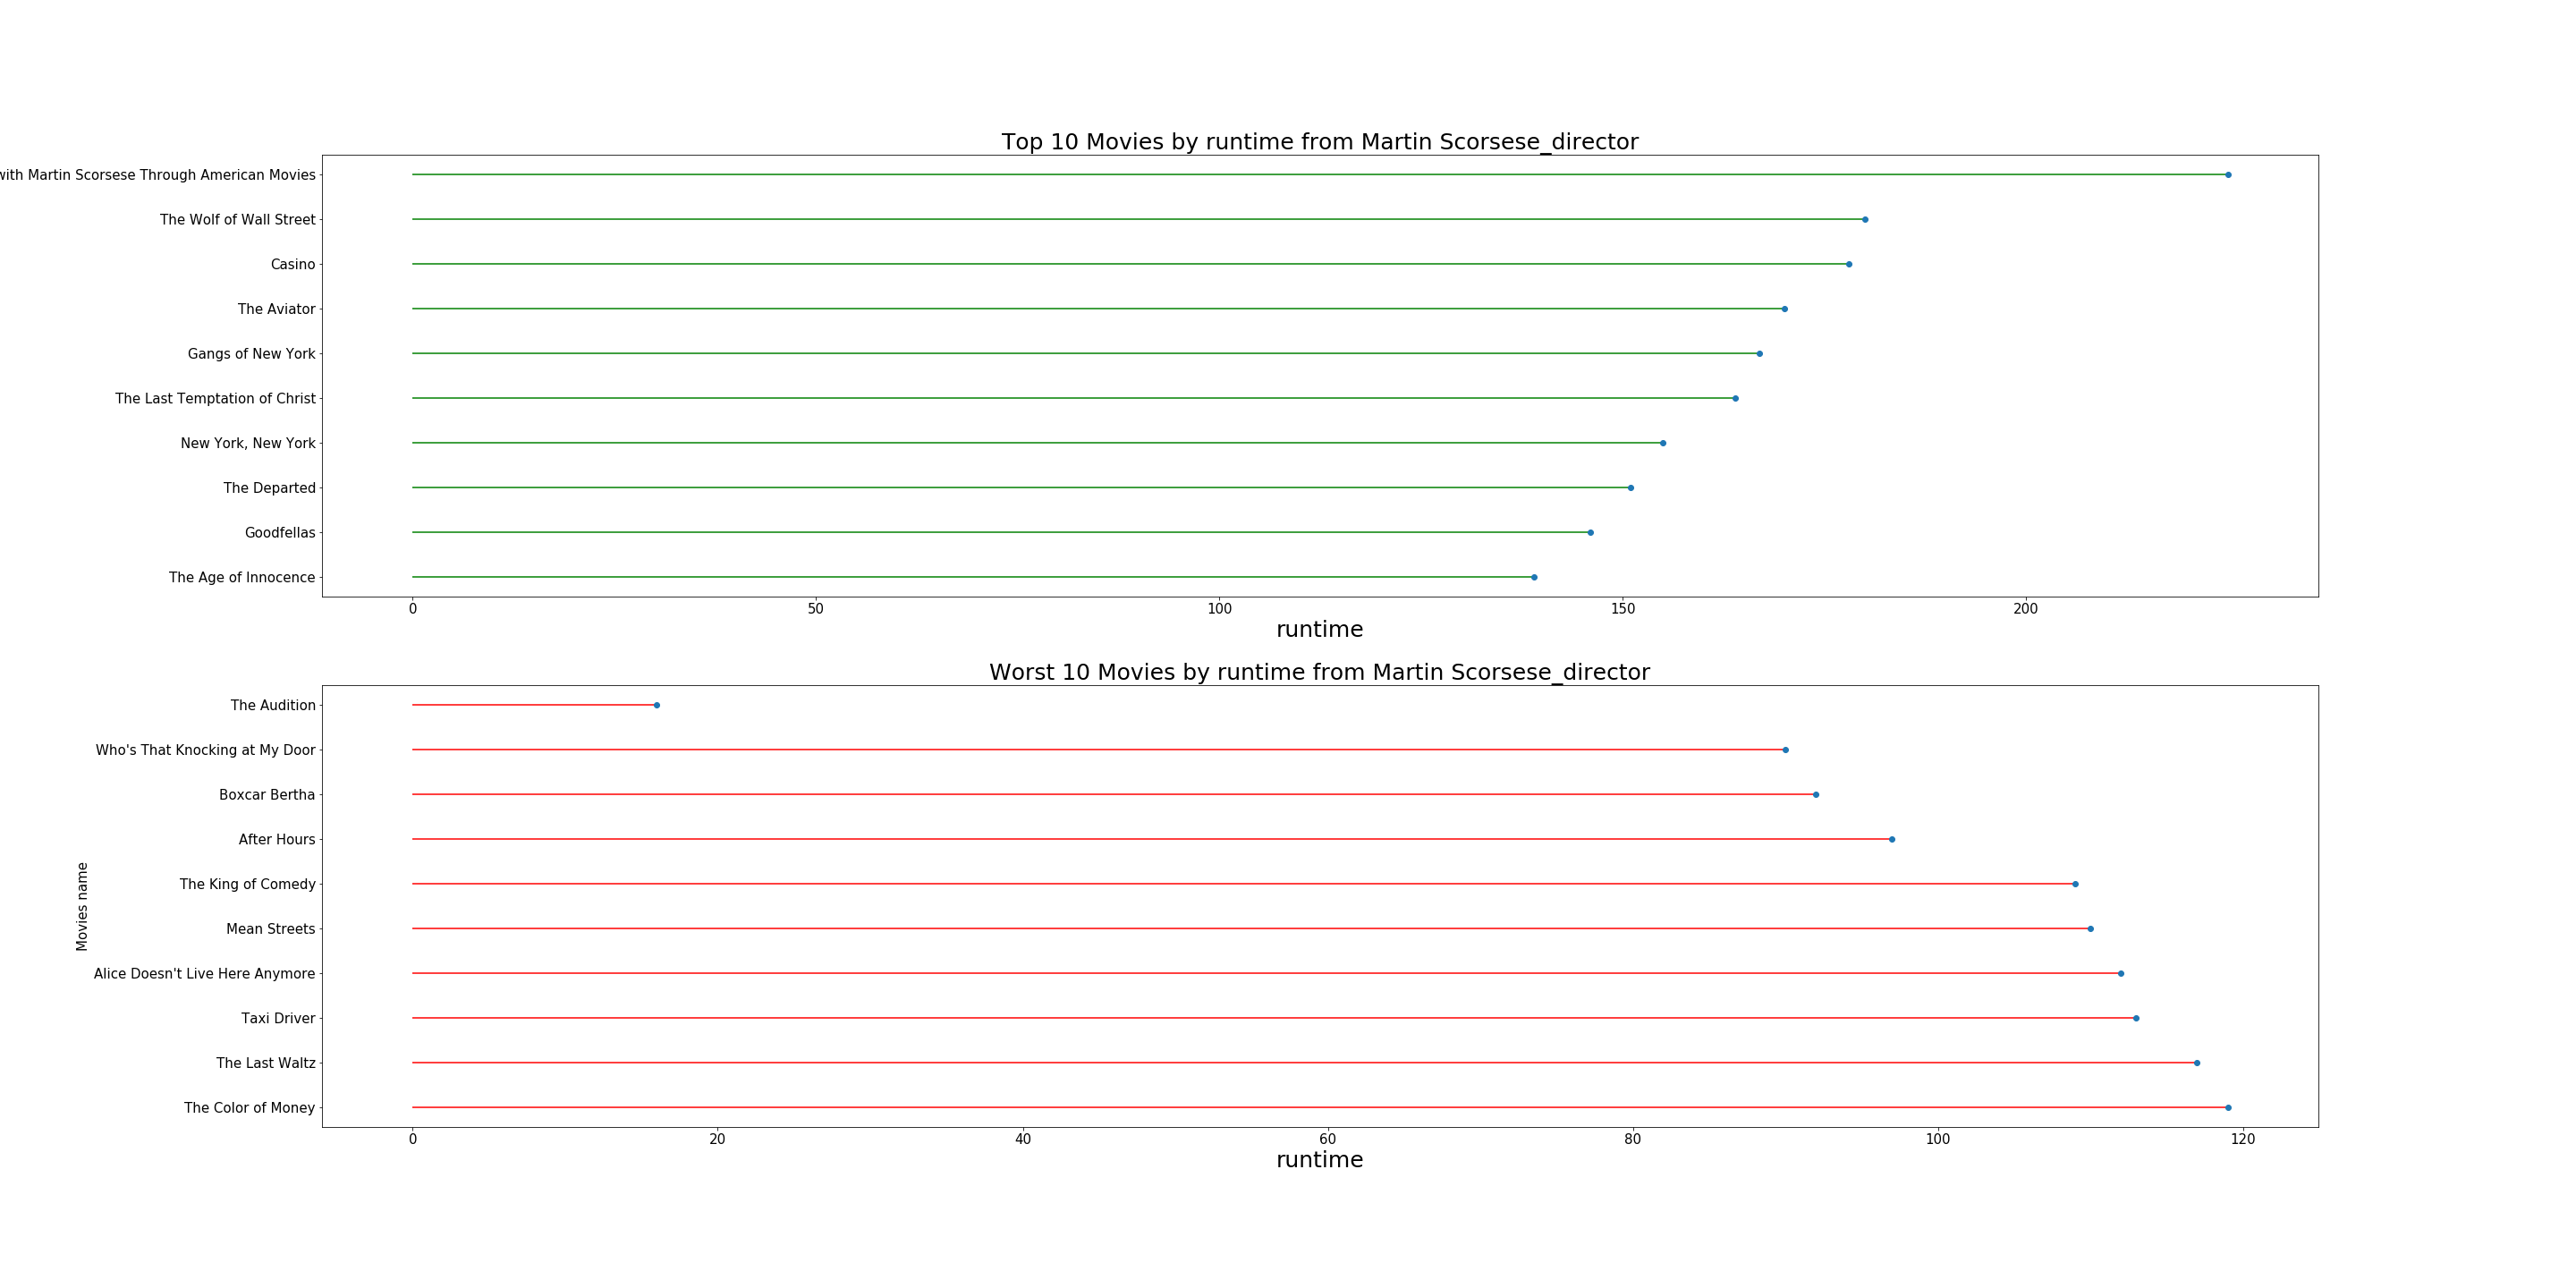 Top 10 Movies by runtime from Martin Scorsese_director
with Martin Scorsese Through American Movies
The Wolf of Wall Street
Casino
The Aviator
Gangs of New York
The Last Temptation of Christ
New York, New York
The Departed
Goodfellas
The Age of Innocence
0 50 100 150 200
runtime
Worst 10 Movies by runtime from Martin Scorsese_director
Movies name
The Audition
Who's That Knocking at My Door
Boxcar Bertha
After Hours
The King of Comedy
Mean Streets
Alice Doesn't Live Here Anymore
Taxi Driver
The Last Waltz
The Color of Money
0 20 40 60 80 100 120
runtime